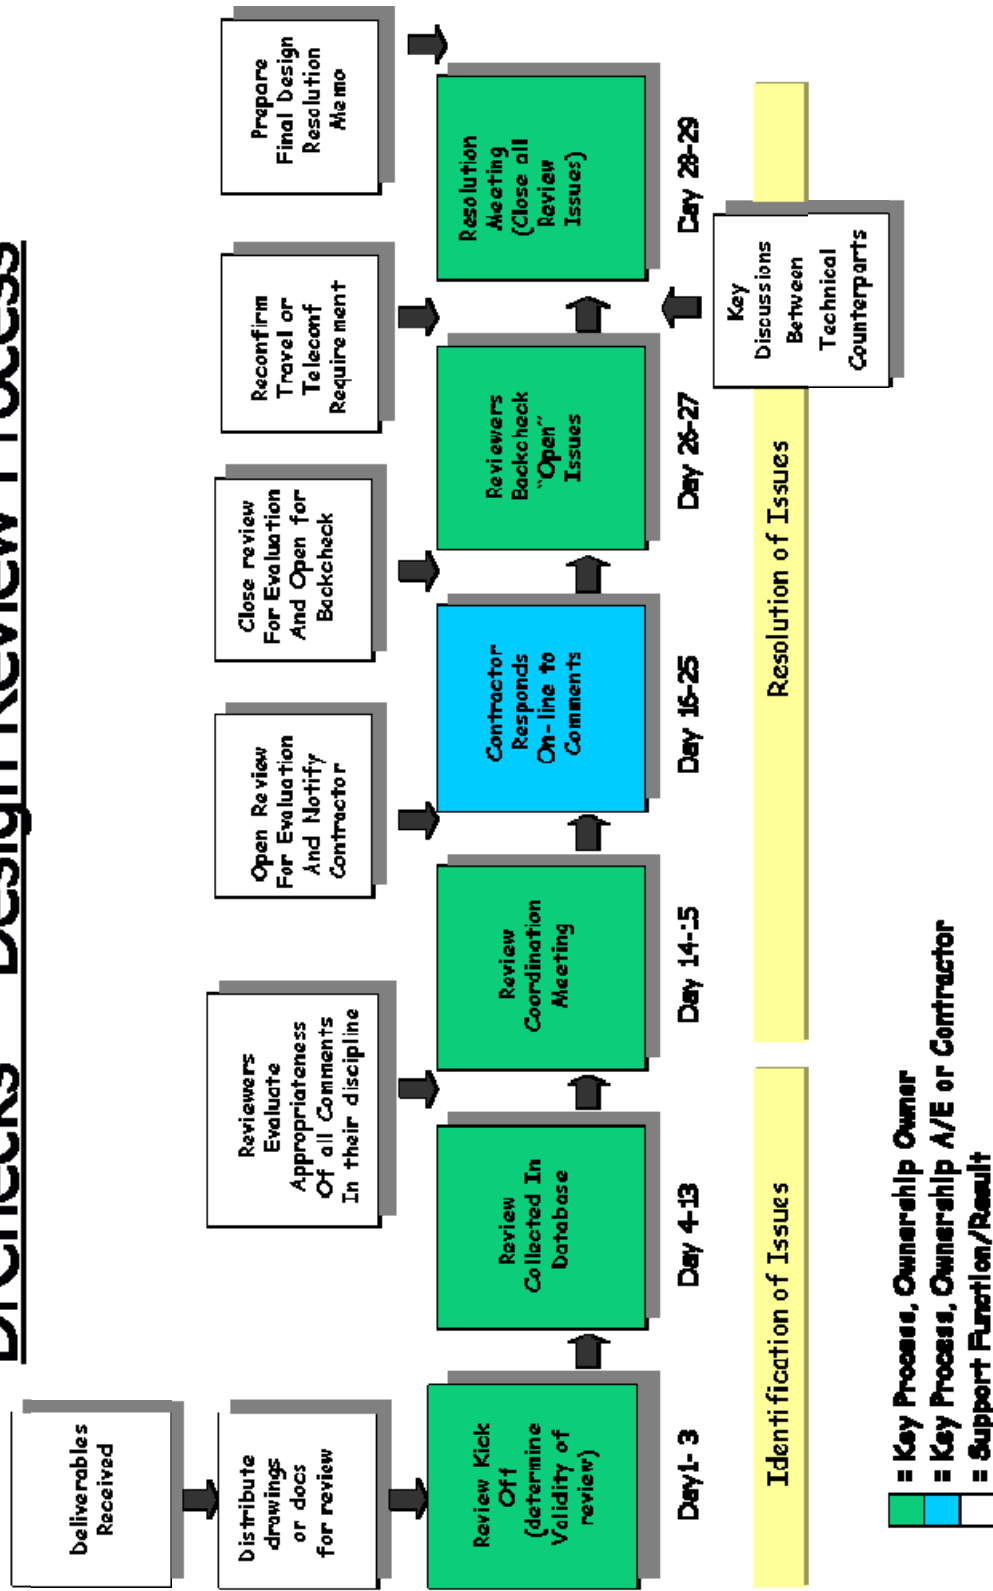 DrChecks – Design Review Process
Deliverables
Received
Distribute
drawings
or docs
for review
Reviewers
Evaluate
Appropriateness
Of all Comments
In their discipline
Open Review
For Evaluation
And Notify
Contractor
Close review
For Evaluation
And Open for
Backcheck
Reconfirm
Travel or
Teleconf
Requirement
Prepare
Final Design
Resolution
Memo
Review Kick
Off
(determine
Validity of
review)
Review
Collected In
Database
Review
Coordination
Meeting
Contractor
Responds
On-line to
Comments
Reviewers
Backcheck
"Open"
Issues
Resolution
Meeting
(Close all
Review
Issues)
Day1- 3
Day 4-13
Day 14-15
Day 16-25
Day 26-27
Day 28-29
Identification of Issues
Resolution of Issues
Key
Discussions
Between
Technical
Counterparts
= Key Process, Ownership Owner
= Key Process, Ownership A/E or Contractor
= Support Function/Result